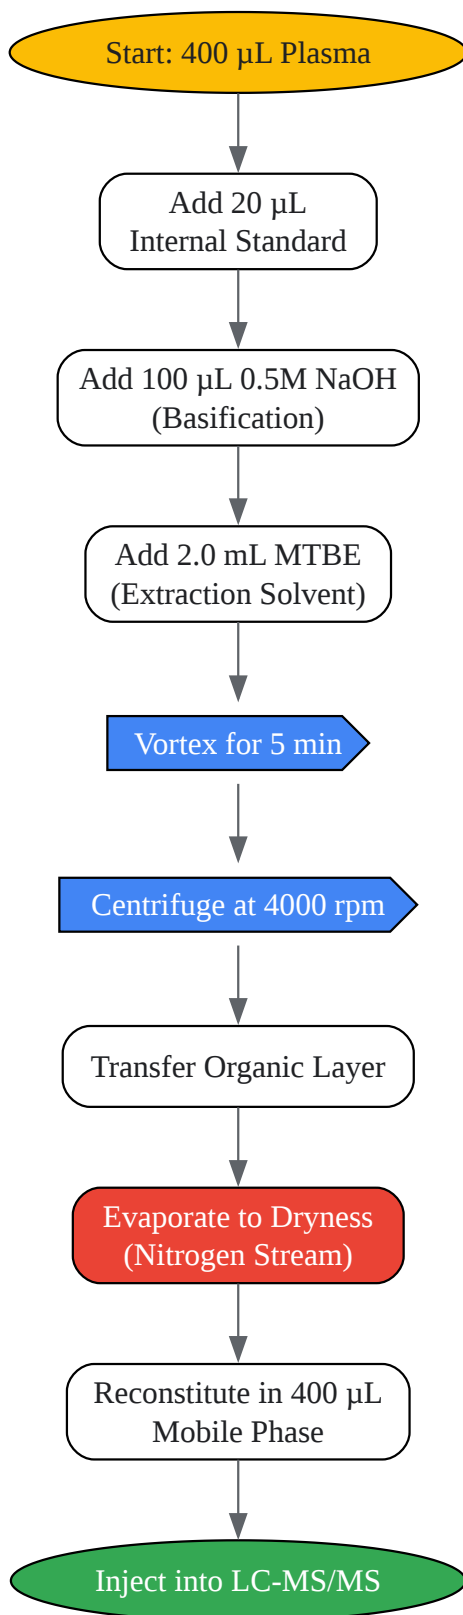 Start: 400 µL Plasma
Add 20 µL
Internal Standard
Add 100 µL 0.5M NaOH
(Basification)
Add 2.0 mL MTBE
(Extraction Solvent)
Vortex for 5 min
Centrifuge at 4000 rpm
Transfer Organic Layer
Evaporate to Dryness
(Nitrogen Stream)
Reconstitute in 400 µL
Mobile Phase
Inject into LC-MS/MS